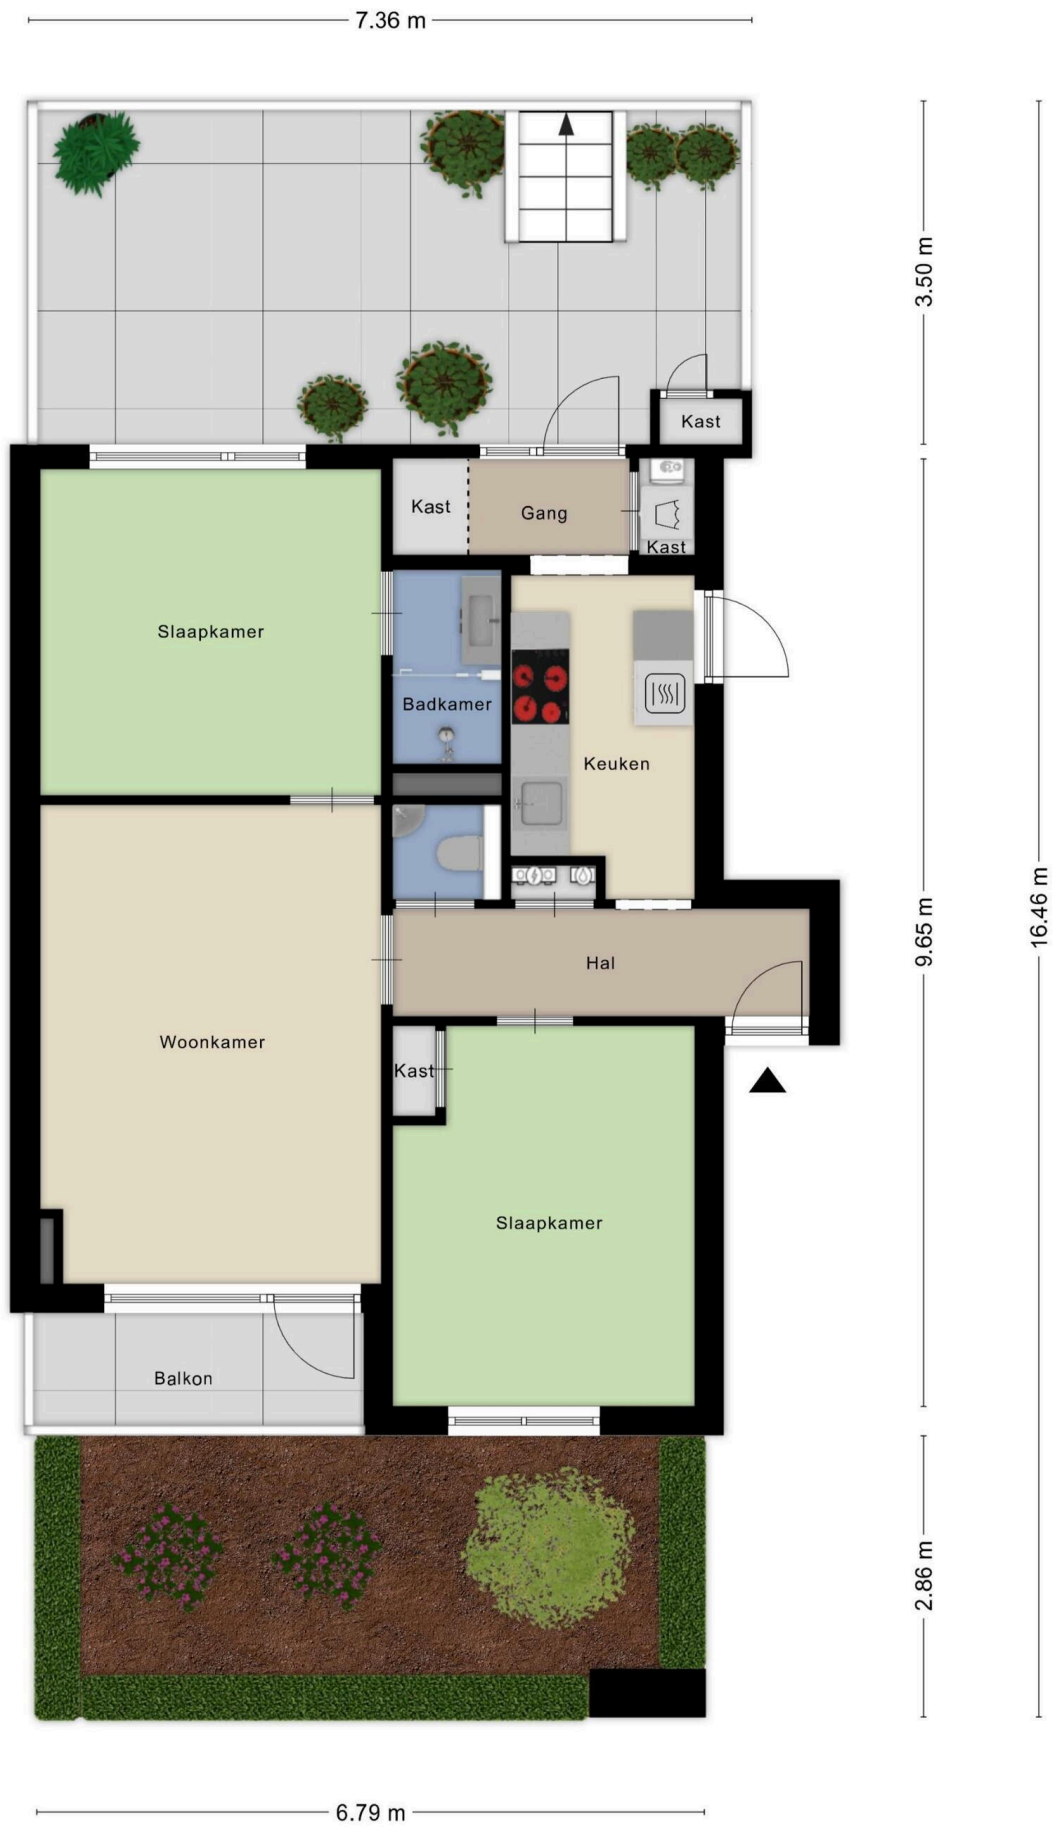 7.36 m
3.50 m
Kast
Kast
Gang
Kast
Slaapkamer
Badkamer
Keuken
9.65 m
16.46 m
Hal
Woonkamer
Kast
Slaapkamer
Balkon
2.86 m
6.79 m